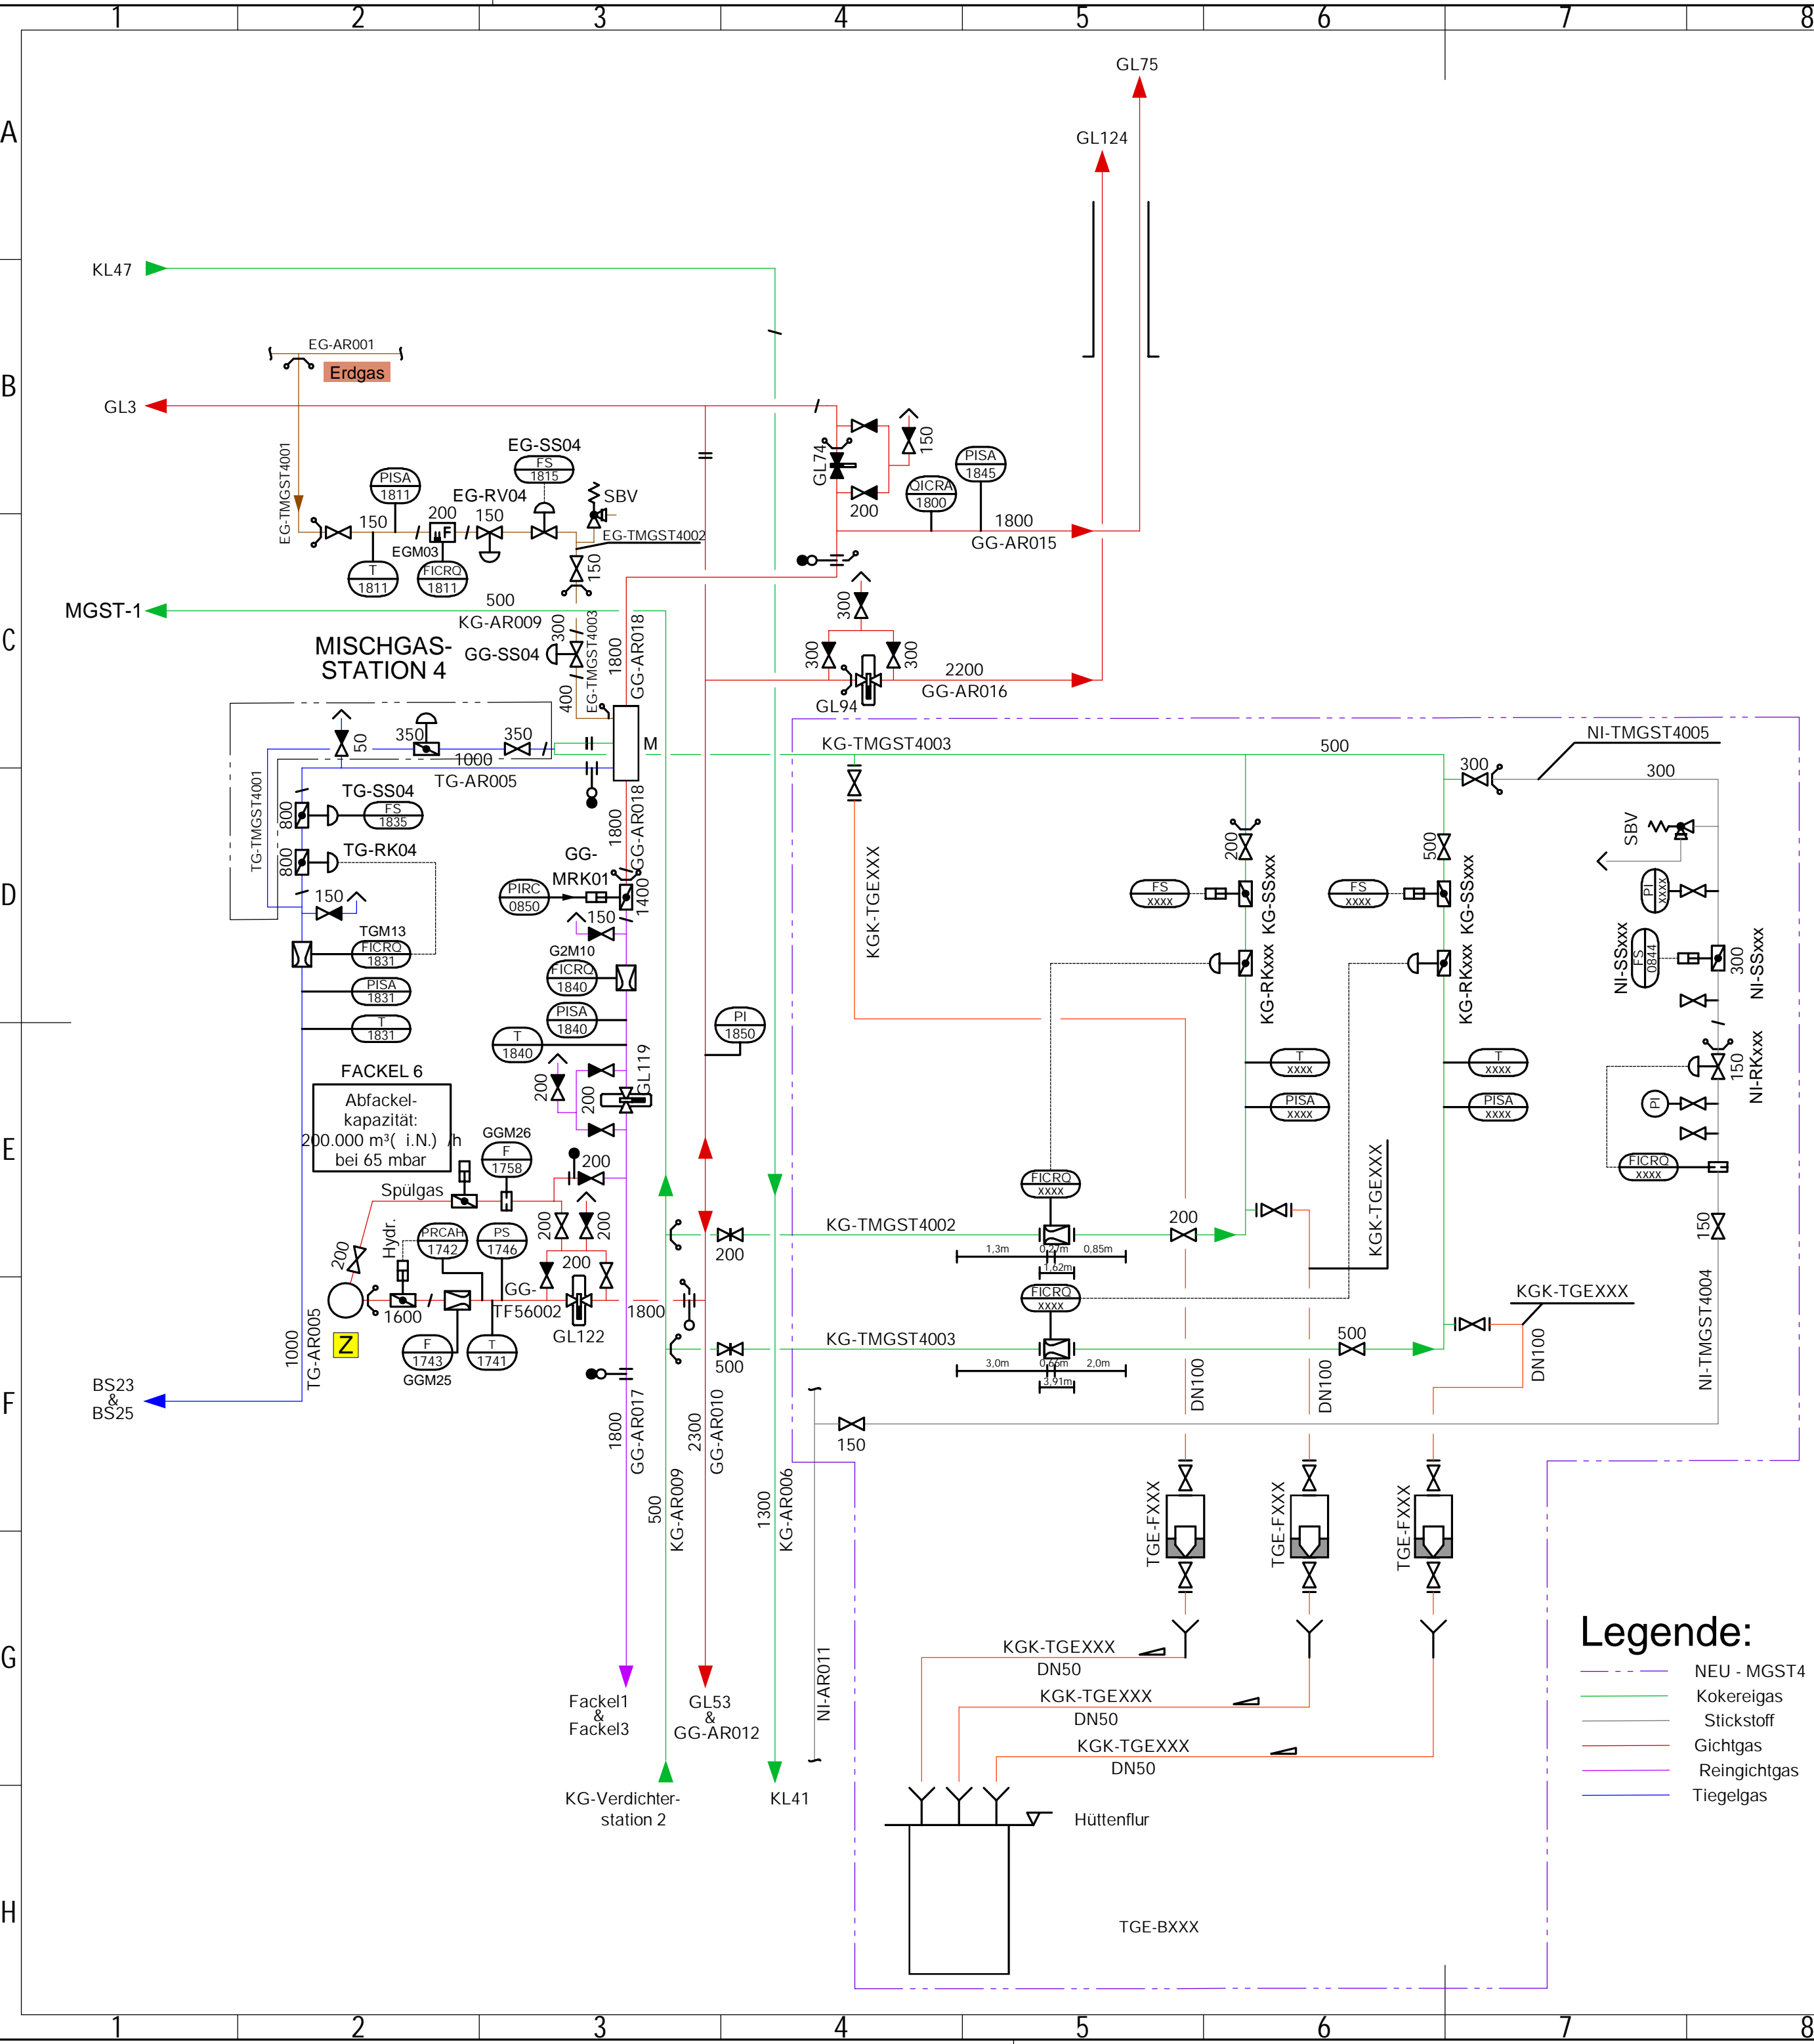 1 2 3 4 5 6 7 8
A
B
C
D
E
F
G
H
GL75
GL124
KL47
EG-AR001
Erdgas
GL3
EG-TMGST4001
EG-SS04
FS
1815
PISA
1811
EG-RV04
SBV
150
200
150
F
EGM03
T
1811
FICRQ
1811
EG-TMGST4002
150
GL74
150
200
QICRA
1800
PISA
1845
1800
GG-AR015
MGST-1
500
KG-AR009
MISCHGAS-
STATION 4
GG-SS04
300
400
EG-TMGST4003
1800
GG-AR018
300
300
300
2200
GG-AR016
GL94
M
50
350
350
1000
TG-AR005
TG-TMGST4001
800
TG-SS04
FS
1835
800
TG-RK04
150
TGM13
FICRQ
1831
PISA
1831
T
1831
1800
GG-AR018
GG-
MRK01
PIRC
0850
1400
150
G2M10
FICRQ
1840
PISA
1840
T
1840
PI
1850
GL119
200
200
FACKEL 6
Abfackel-
kapazität:
200.000 m³( i.N.) /h
bei 65 mbar
GGM26
F
1758
200
Spülgas
200
200
200
200
Hydr.
PRCAH
1742
PS
1746
GG-
TF56002
1600
GL122
1800
Z
F
1743
GGM25
T
1741
1000
TG-AR005
BS23
&
BS25
1800
GG-AR017
500
KG-AR009
2300
GG-AR010
1300
KG-AR006
NI-AR011
Fackel1
&
Fackel3
GL53
&
GG-AR012
KG-Verdichter-
station 2
KL41
KG-TMGST4003
500
NI-TMGST4005
300
300
KGK-TGEXXX
200
500
FS
xxxx
KG-SSxxx
FS
xxxx
KG-SSxxx
KG-RKxxx
KG-RKxxx
SBV
PI
xxxx
NI-SSxxx
FS
0844
300
NI-SSxxx
T
xxxx
T
xxxx
PISA
xxxx
PISA
xxxx
150
NI-RKxxx
PI
FICRQ
xxxx
150
NI-TMGST4004
FICRQ
xxxx
200
KG-TMGST4002
200
1,3m
0,27m
0,85m
1,62m
KGK-TGEXXX
FICRQ
xxxx
500
KG-TMGST4003
500
3,0m
0,66m
2,0m
3,91m
KGK-TGEXXX
DN100
DN100
DN100
150
TGE-FXXX
TGE-FXXX
TGE-FXXX
KGK-TGEXXX
DN50
KGK-TGEXXX
DN50
KGK-TGEXXX
DN50
Hüttenflur
TGE-BXXX
Legende:
NEU - MGST4
Kokereigas
Stickstoff
Gichtgas
Reingichtgas
Tiegelgas
1 2 3 4 5 6 7 8